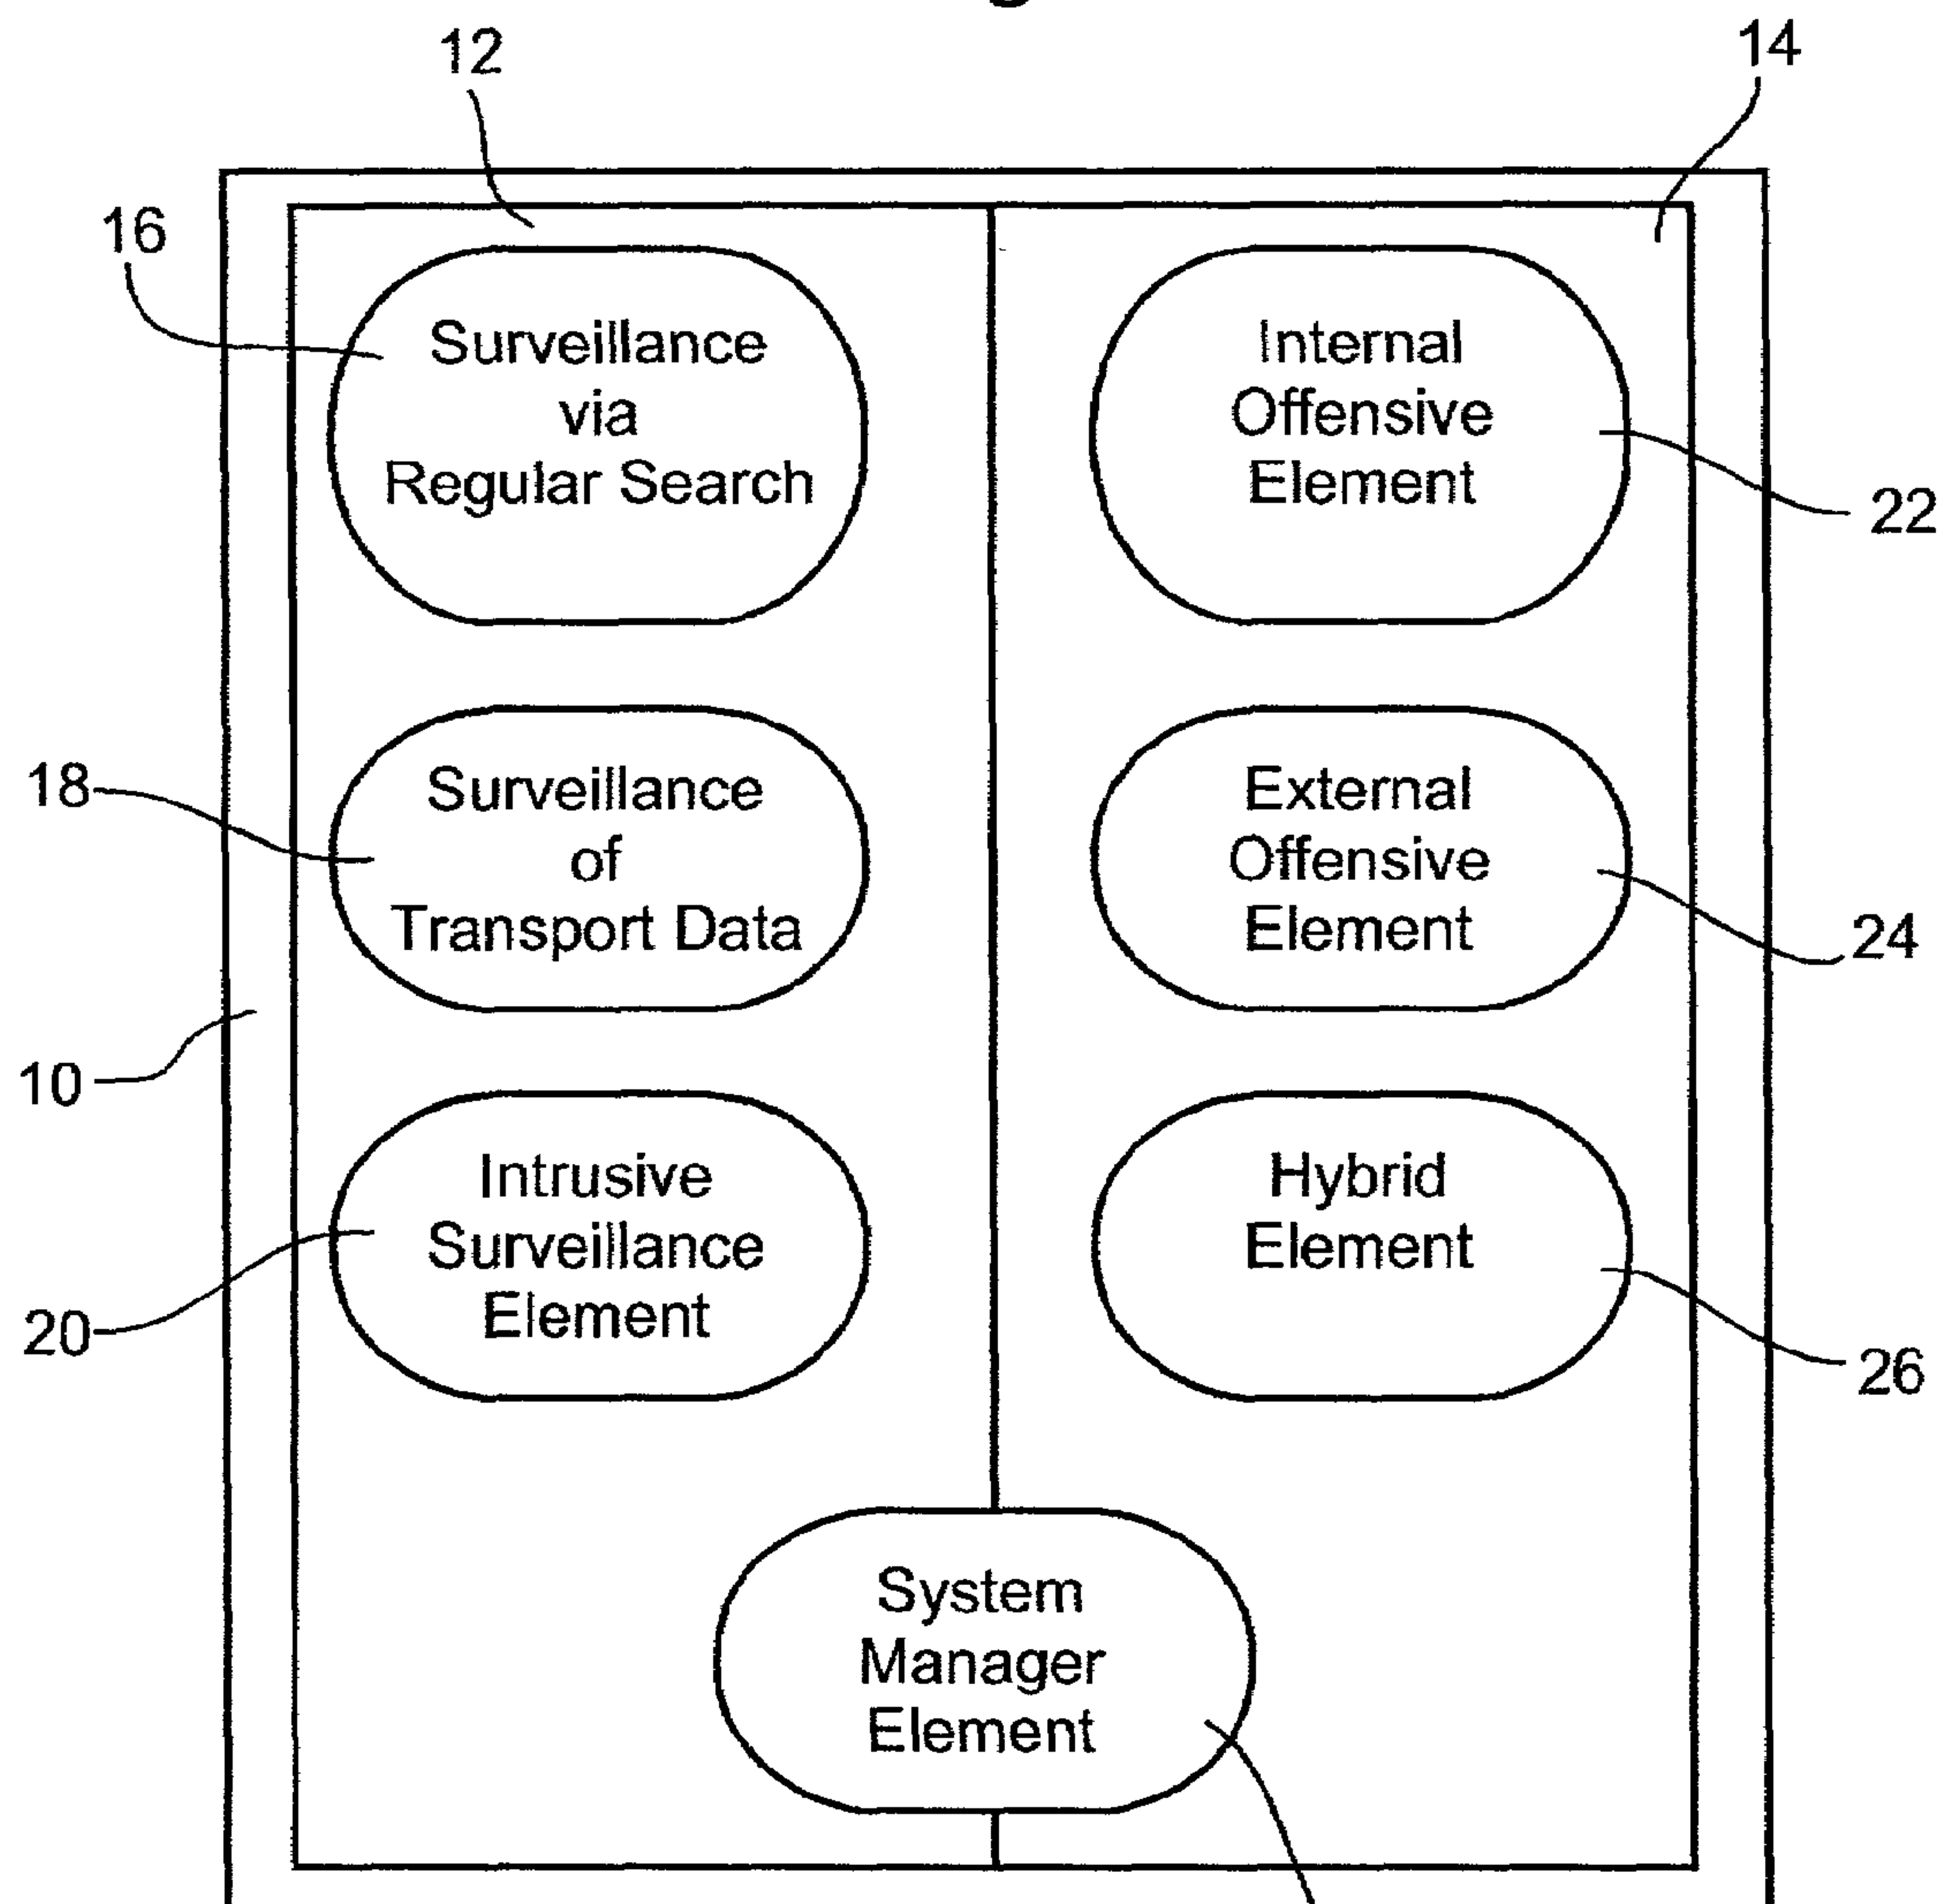 12
14
16
Surveillance
via
Regular Search
Internal
Offensive
Element
22
18
Surveillance
of
Transport Data
External
Offensive
Element
24
10
Intrusive
Surveillance
Element
20
Hybrid
Element
26
System
Manager
Element